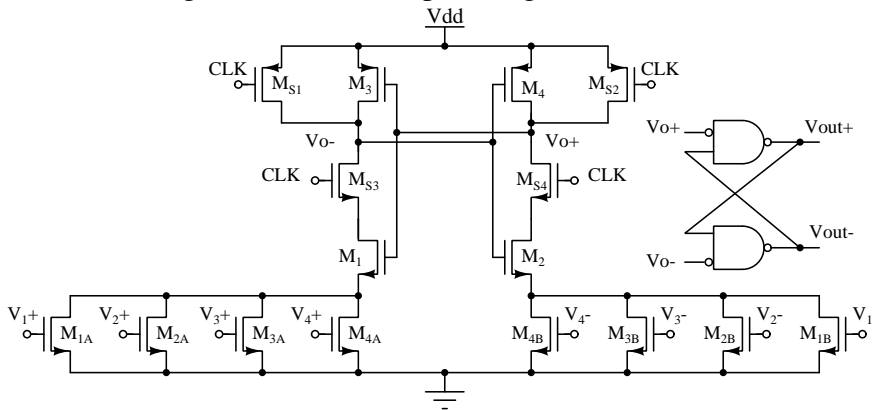 Vdd
CLK
M_S1
M_3
M_4
M_S2
CLK
Vo-
Vo+
CLK
M_S3
M_S4
CLK
M_1
M_2
V_1+
M_1A
V_2+
M_2A
V_3+
M_3A
V_4+
M_4A
V_4-
M_4B
V_3-
M_3B
V_2-
M_2B
V_1
M_1B
Vo+
Vout+
Vo-
Vout-